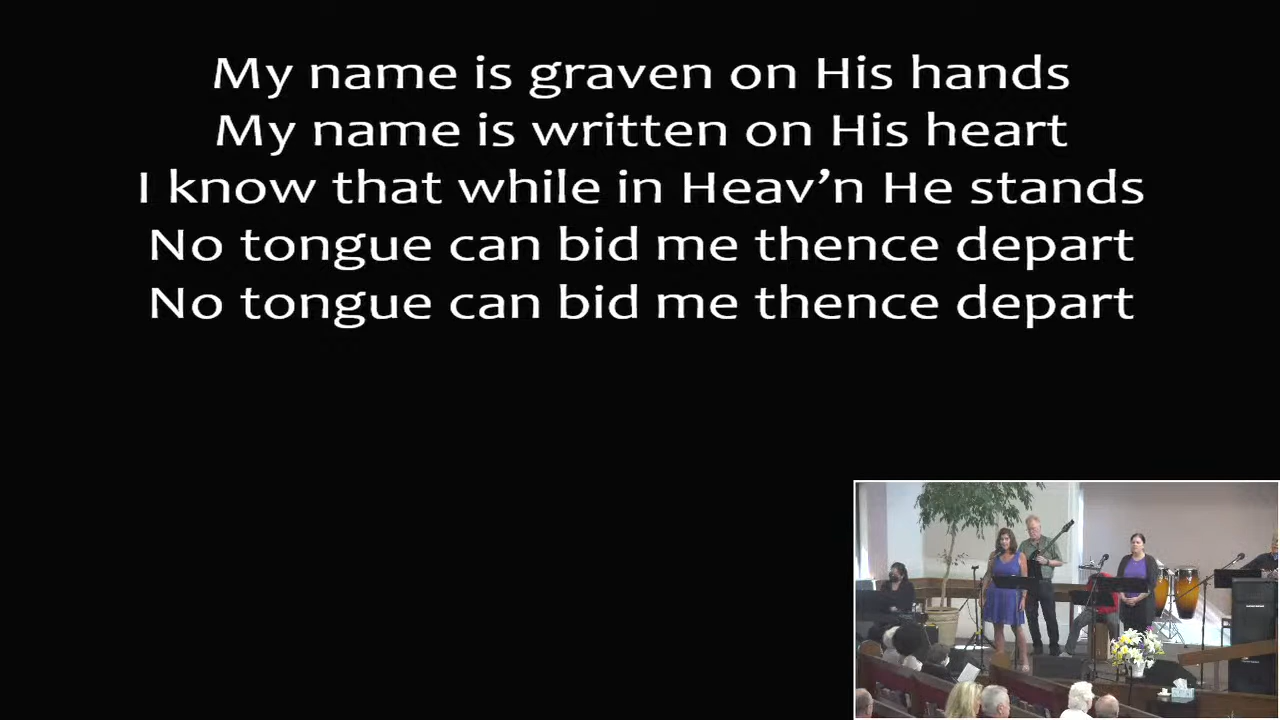 My name is graven on His hands
My name is written on His heart
I know that while in Heav’n He stands
No tongue can bid me thence depart
No tongue can bid me thence depart